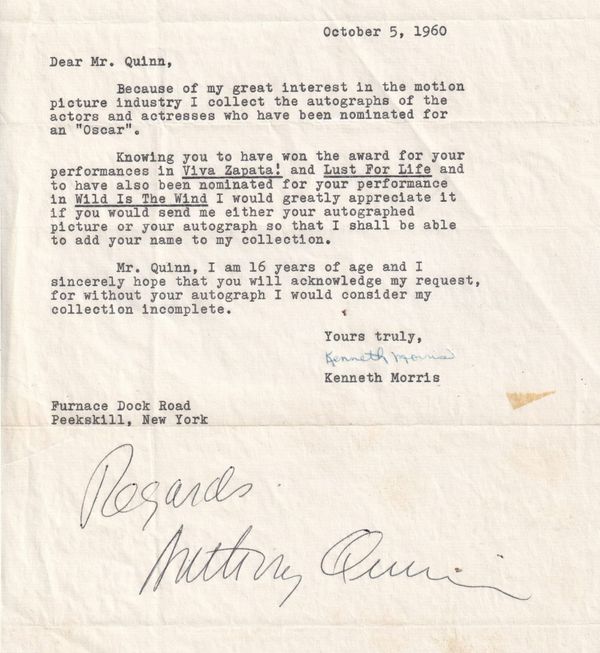 October 5, 1960
Dear Mr. Quinn,
Because of my great interest in the motion
picture industry I collect the autographs of the
actors and actresses who have been nominated for
an "Oscar".
Knowing you to have won the award for your
performances in Viva Zapata! and Lust For Life and
to have also been nominated for your performance
in Wild Is The Wind I would greatly appreciate it
if you would send me either your autographed
picture or your autograph so that I shall be able
to add your name to my collection.
Mr. Quinn, I am 16 years of age and I
sincerely hope that you will acknowledge my request,
for without your autograph I would consider my
collection incomplete.
Yours truly,
Kenneth Morris
Kenneth Morris
Furnace Dock Road
Peekskill, New York
Regards
Anthony Quinn